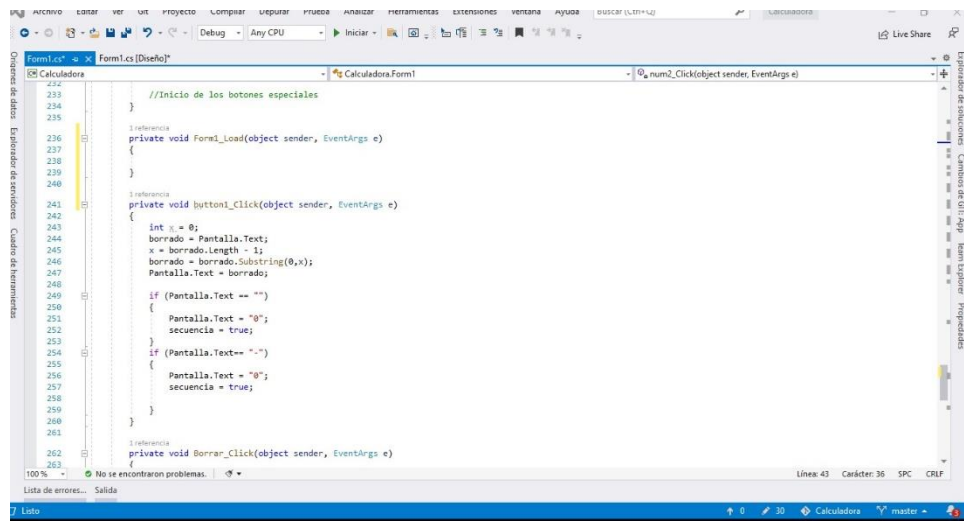 Archivo Editar Ver Git Proyecto Compilar Depurar Prueba Analizar Herramientas Extensiones Ventana Ayuda Buscar (Ctrl+Q) Calculadora
Debug Any CPU Iniciar Live Share
Form1.cs* Form1.cs [Diseño]*
Calculadora Calculadora.Form1 num2_Click(object sender, EventArgs e)
232
233 //Inicio de los botones especiales
234 }
235
1 referencia
236 private void Form1_Load(object sender, EventArgs e)
237 {
238
239 }
240
1 referencia
241 private void button1_Click(object sender, EventArgs e)
242 {
243 int x = 0;
244 borrado = Pantalla.Text;
245 x = borrado.Length - 1;
246 borrado = borrado.Substring(0,x);
247 Pantalla.Text = borrado;
248
249 if (Pantalla.Text == "")
250 {
251 Pantalla.Text = "0";
252 secuencia = true;
253 }
254 if (Pantalla.Text== "-")
255 {
256 Pantalla.Text = "0";
257 secuencia = true;
258
259 }
260 }
261
1 referencia
262 private void Borrar_Click(object sender, EventArgs e)
263 {
100 % No se encontraron problemas. Línea: 43 Carácter: 36 SPC CRLF
Lista de errores... Salida
Listo 0 30 Calculadora master 3
Orígenes de datos
Explorador de servidores
Cuadro de herramientas
Explorador de soluciones
Cambios de GIT: App
Team Explorer
Propiedades